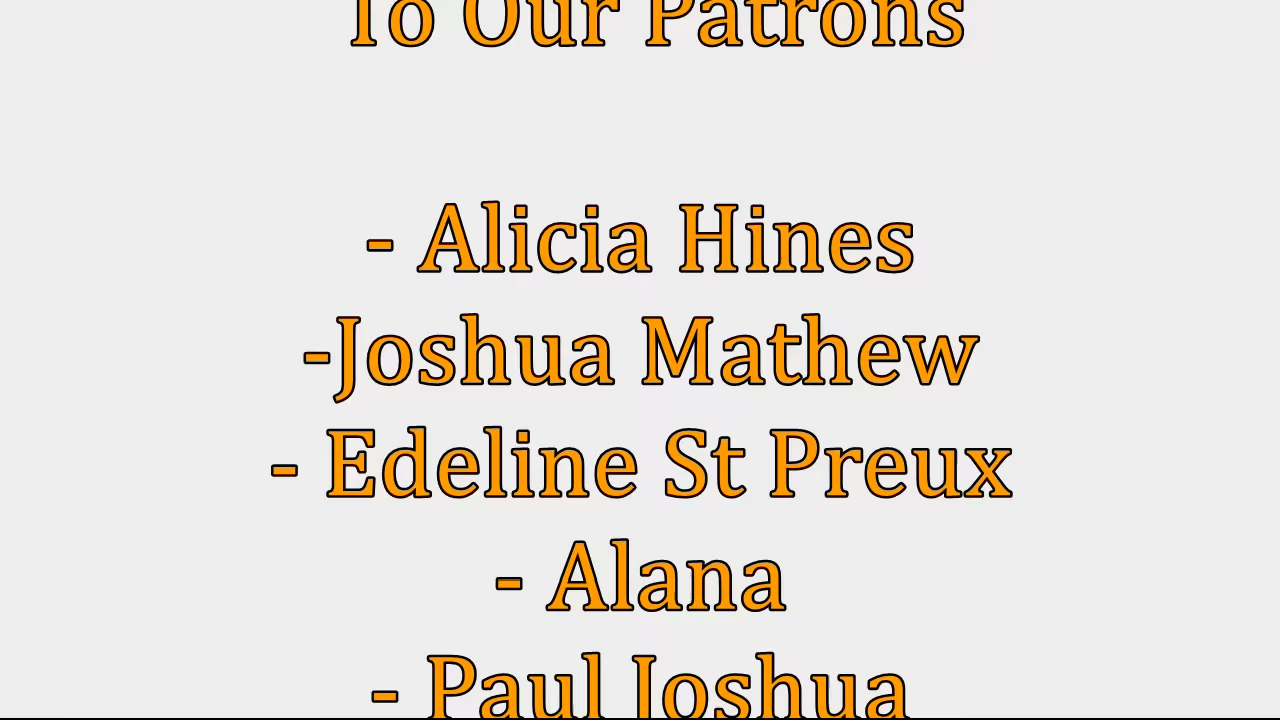 To Our Patrons
- Alicia Hines
-Joshua Mathew
- Edeline St Preux
- Alana
- Paul Joshua